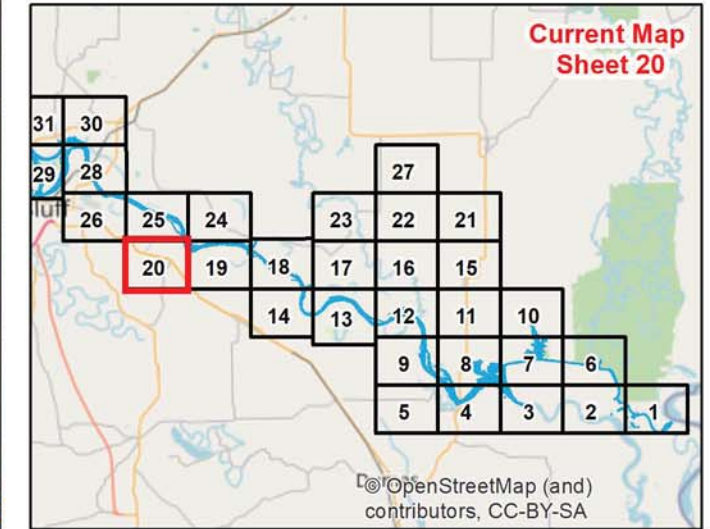 Current Map
Sheet 20
31 30
29 28 27
26 25 24 23 22 21
20 19 18 17 16 15
14 13 12 11 10
9 8 7 6
5 4 3 2 1
© OpenStreetMap (and)
contributors, CC-BY-SA